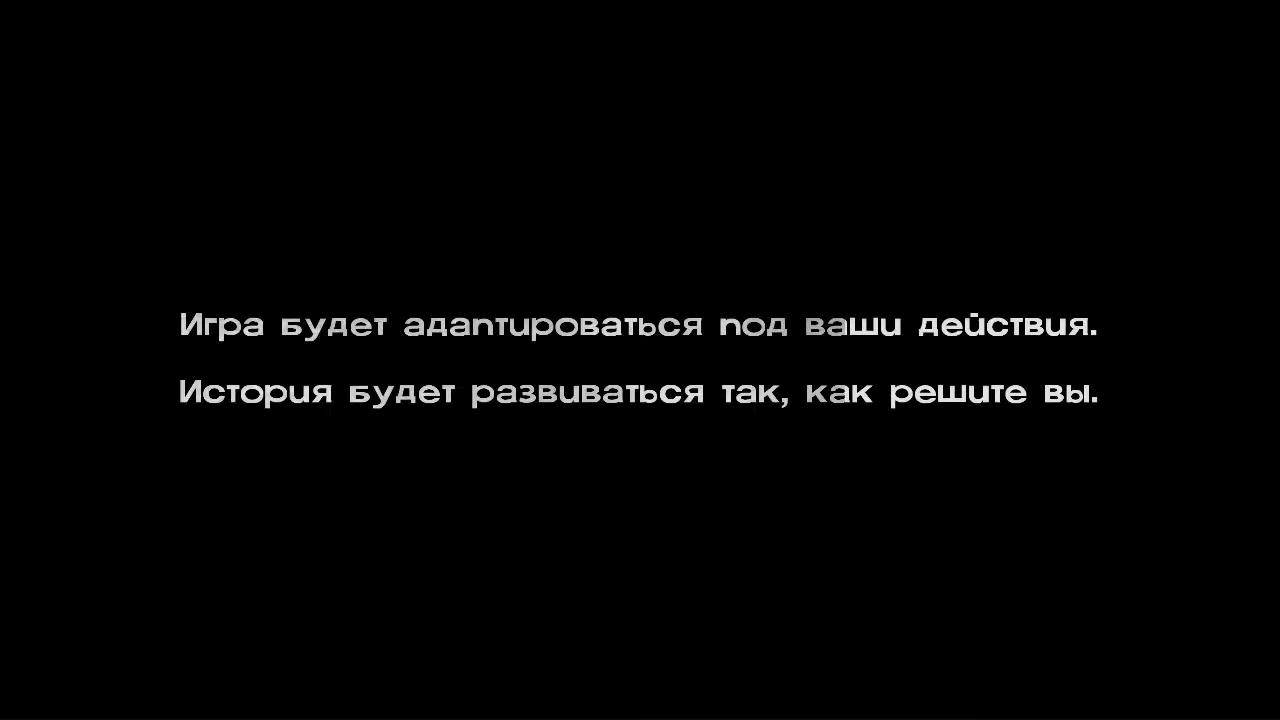 Игра будет адаптироваться под ваши действия.
История будет развиваться так, как решите вы.